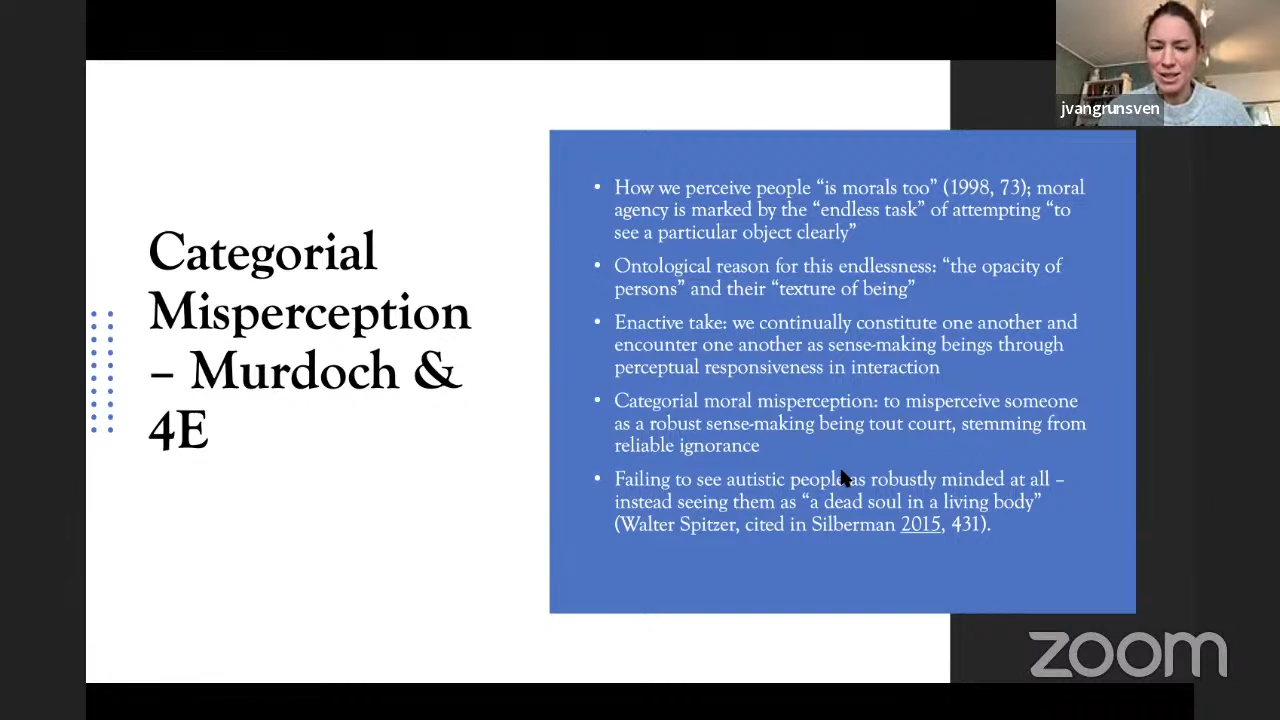 jvangrunsven
Categorial
Misperception
– Murdoch &
4E
• How we perceive people “is morals too” (1998, 73); moral
agency is marked by the “endless task” of attempting “to
see a particular object clearly”
• Ontological reason for this endlessness: “the opacity of
persons” and their “texture of being”
• Enactive take: we continually constitute one another and
encounter one another as sense-making beings through
perceptual responsiveness in interaction
• Categorial moral misperception: to misperceive someone
as a robust sense-making being tout court, stemming from
reliable ignorance
• Failing to see autistic people as robustly minded at all –
instead seeing them as “a dead soul in a living body”
(Walter Spitzer, cited in Silberman 2015, 431).
zoom